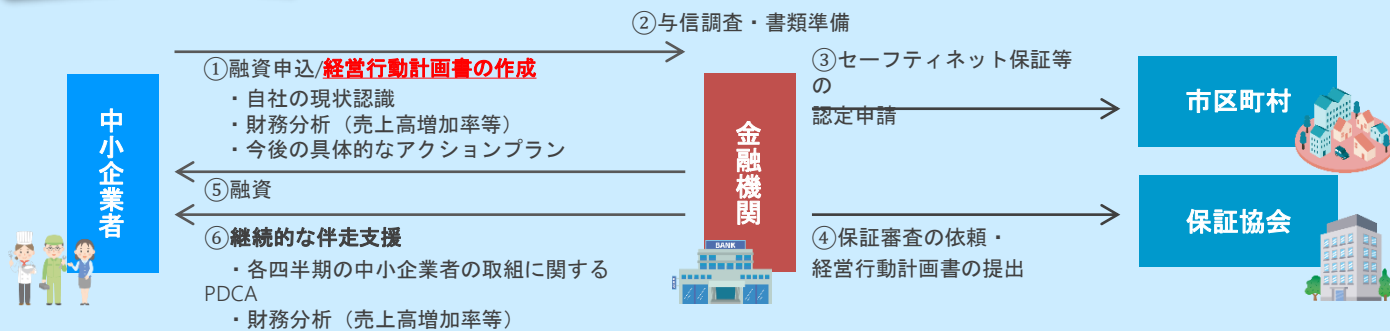 ②与信調査・書類準備
①融資申込/経営行動計画書の作成
・自社の現状認識
・財務分析（売上高増加率等）
・今後の具体的なアクションプラン
③セーフティネット保証等
の
認定申請
市区町村
中小企業者
金融機関
⑤融資
⑥継続的な伴走支援
・各四半期の中小企業者の取組に関する
PDCA
・財務分析（売上高増加率等）
BANK
④保証審査の依頼・
経営行動計画書の提出
保証協会